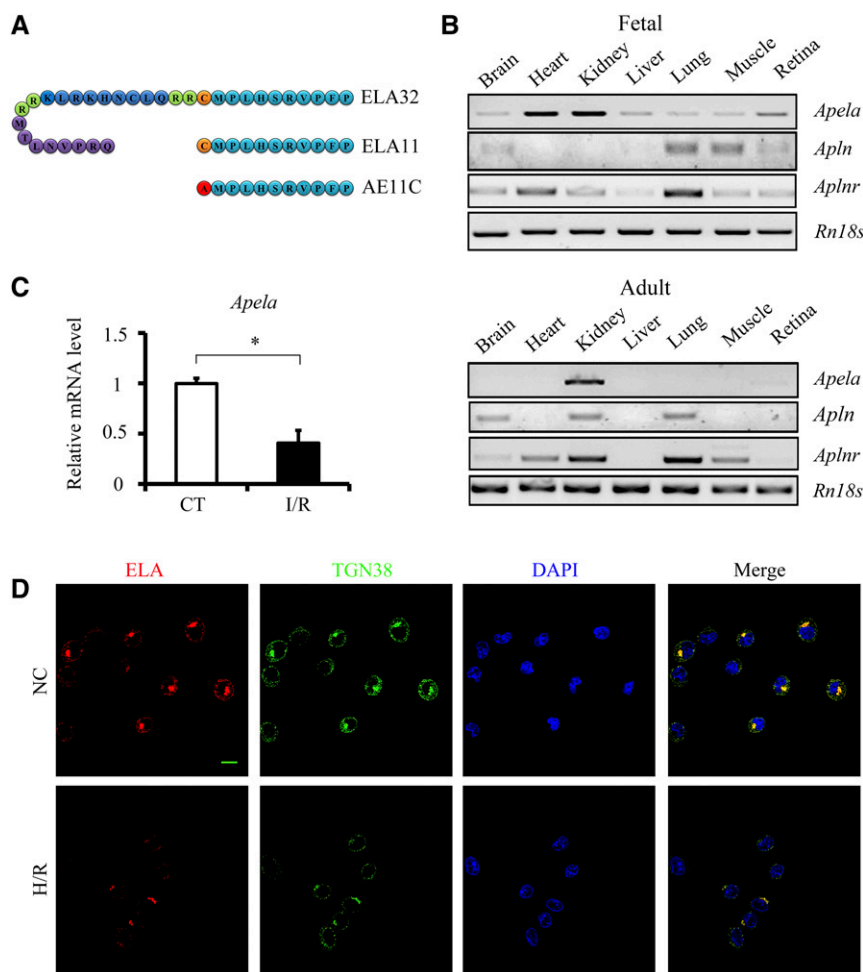 A
R K L R K H N C L Q R R C M P L H S R V P F P ELA32
R
M
T
L N V P R Q C M P L H S R V P F P ELA11
A M P L H S R V P F P AE11C
B
Fetal
Brain Heart Kidney Liver Lung Muscle Retina
Apela
Apln
Aplnr
Rn18s
Adult
Brain Heart Kidney Liver Lung Muscle Retina
Apela
Apln
Aplnr
Rn18s
C
Apela
Relative mRNA level
1.5
1
0.5
0
*
CT I/R
D
ELA TGN38 DAPI Merge
NC
H/R